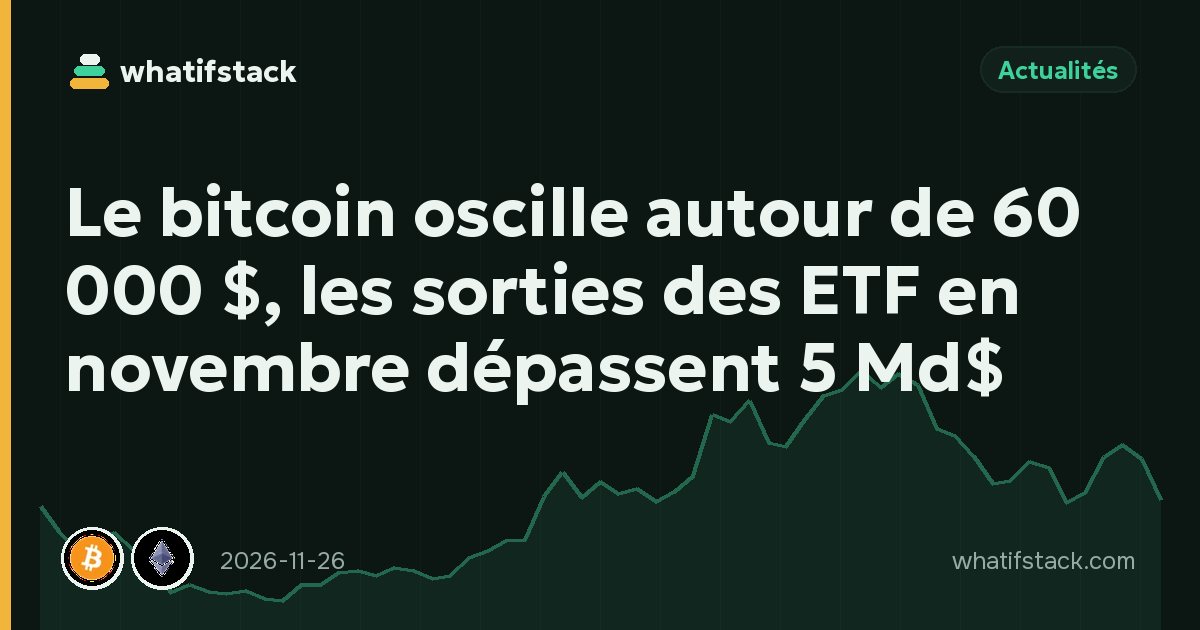 whatifstack
Actualités
Le bitcoin oscille autour de 60
000 $, les sorties des ETF en
novembre dépassent 5 Md$
2026-11-26
whatifstack.com